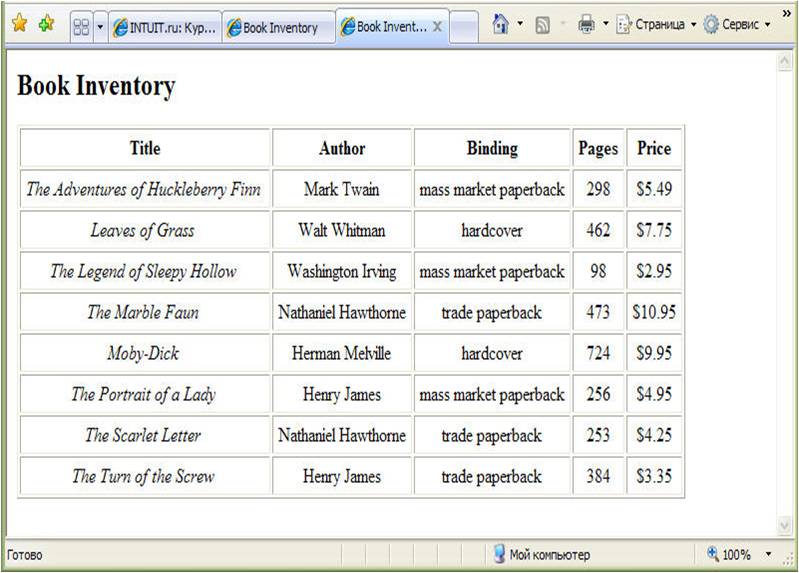 INTUIT.ru: Кур... Book Inventory Book Invent... Страница Сервис
Book Inventory
Title Author Binding Pages Price
The Adventures of Huckleberry Finn Mark Twain mass market paperback 298 $5.49
Leaves of Grass Walt Whitman hardcover 462 $7.75
The Legend of Sleepy Hollow Washington Irving mass market paperback 98 $2.95
The Marble Faun Nathaniel Hawthorne trade paperback 473 $10.95
Moby-Dick Herman Melville hardcover 724 $9.95
The Portrait of a Lady Henry James mass market paperback 256 $4.95
The Scarlet Letter Nathaniel Hawthorne trade paperback 253 $4.25
The Turn of the Screw Henry James trade paperback 384 $3.35
Готово Мой компьютер 100%